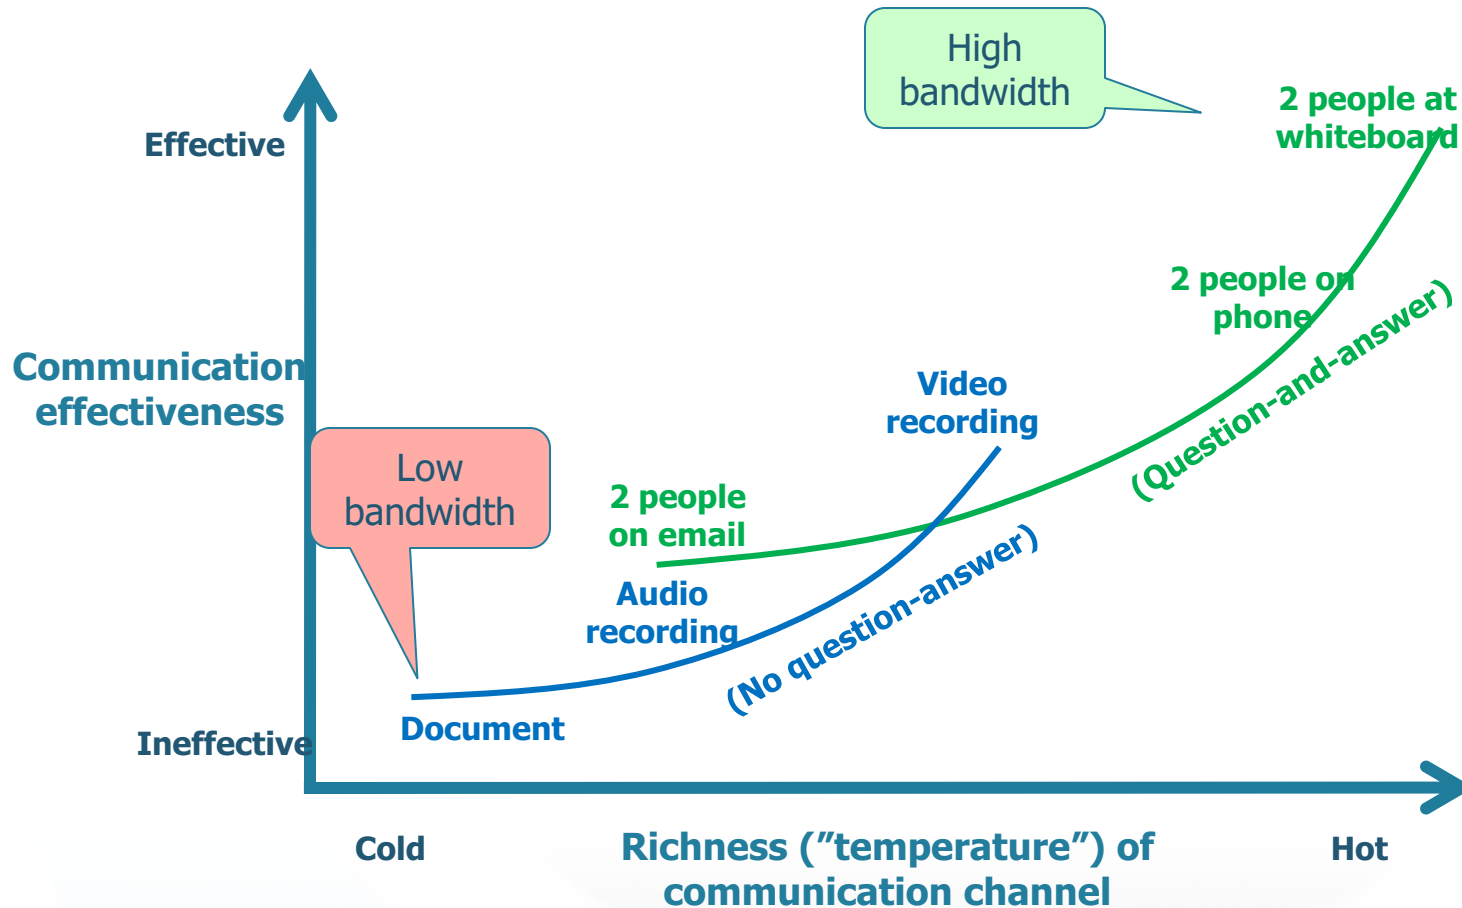 High
bandwidth
2 people at
whiteboard
Effective
2 people on
phone
(Question-and-answer)
Communication
effectiveness
Video
recording
Low
bandwidth
2 people
on email
Audio
recording
(No question-answer)
Document
Ineffective
Cold
Richness (”temperature”) of
communication channel
Hot